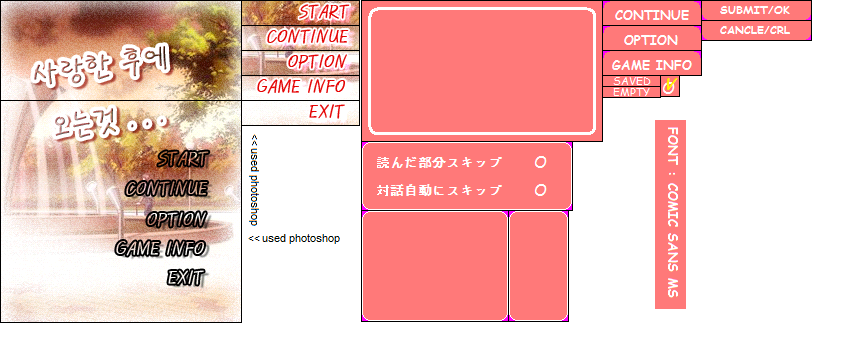 사랑한 후에
오는것 ...
START
CONTINUE
OPTION
GAME INFO
EXIT
START
CONTINUE
OPTION
GAME INFO
EXIT
<< used photoshop
<< used photoshop
読んだ部分スキップ O
対話自動にスキップ O
CONTINUE
OPTION
GAME INFO
SAVED
EMPTY
SUBMIT/OK
CANCLE/CRL
FONT : COMIC SANS MS